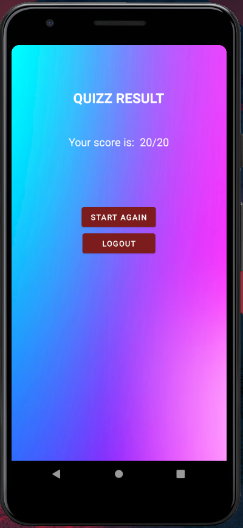 QUIZZ RESULT
Your score is: 20/20
START AGAIN
LOGOUT